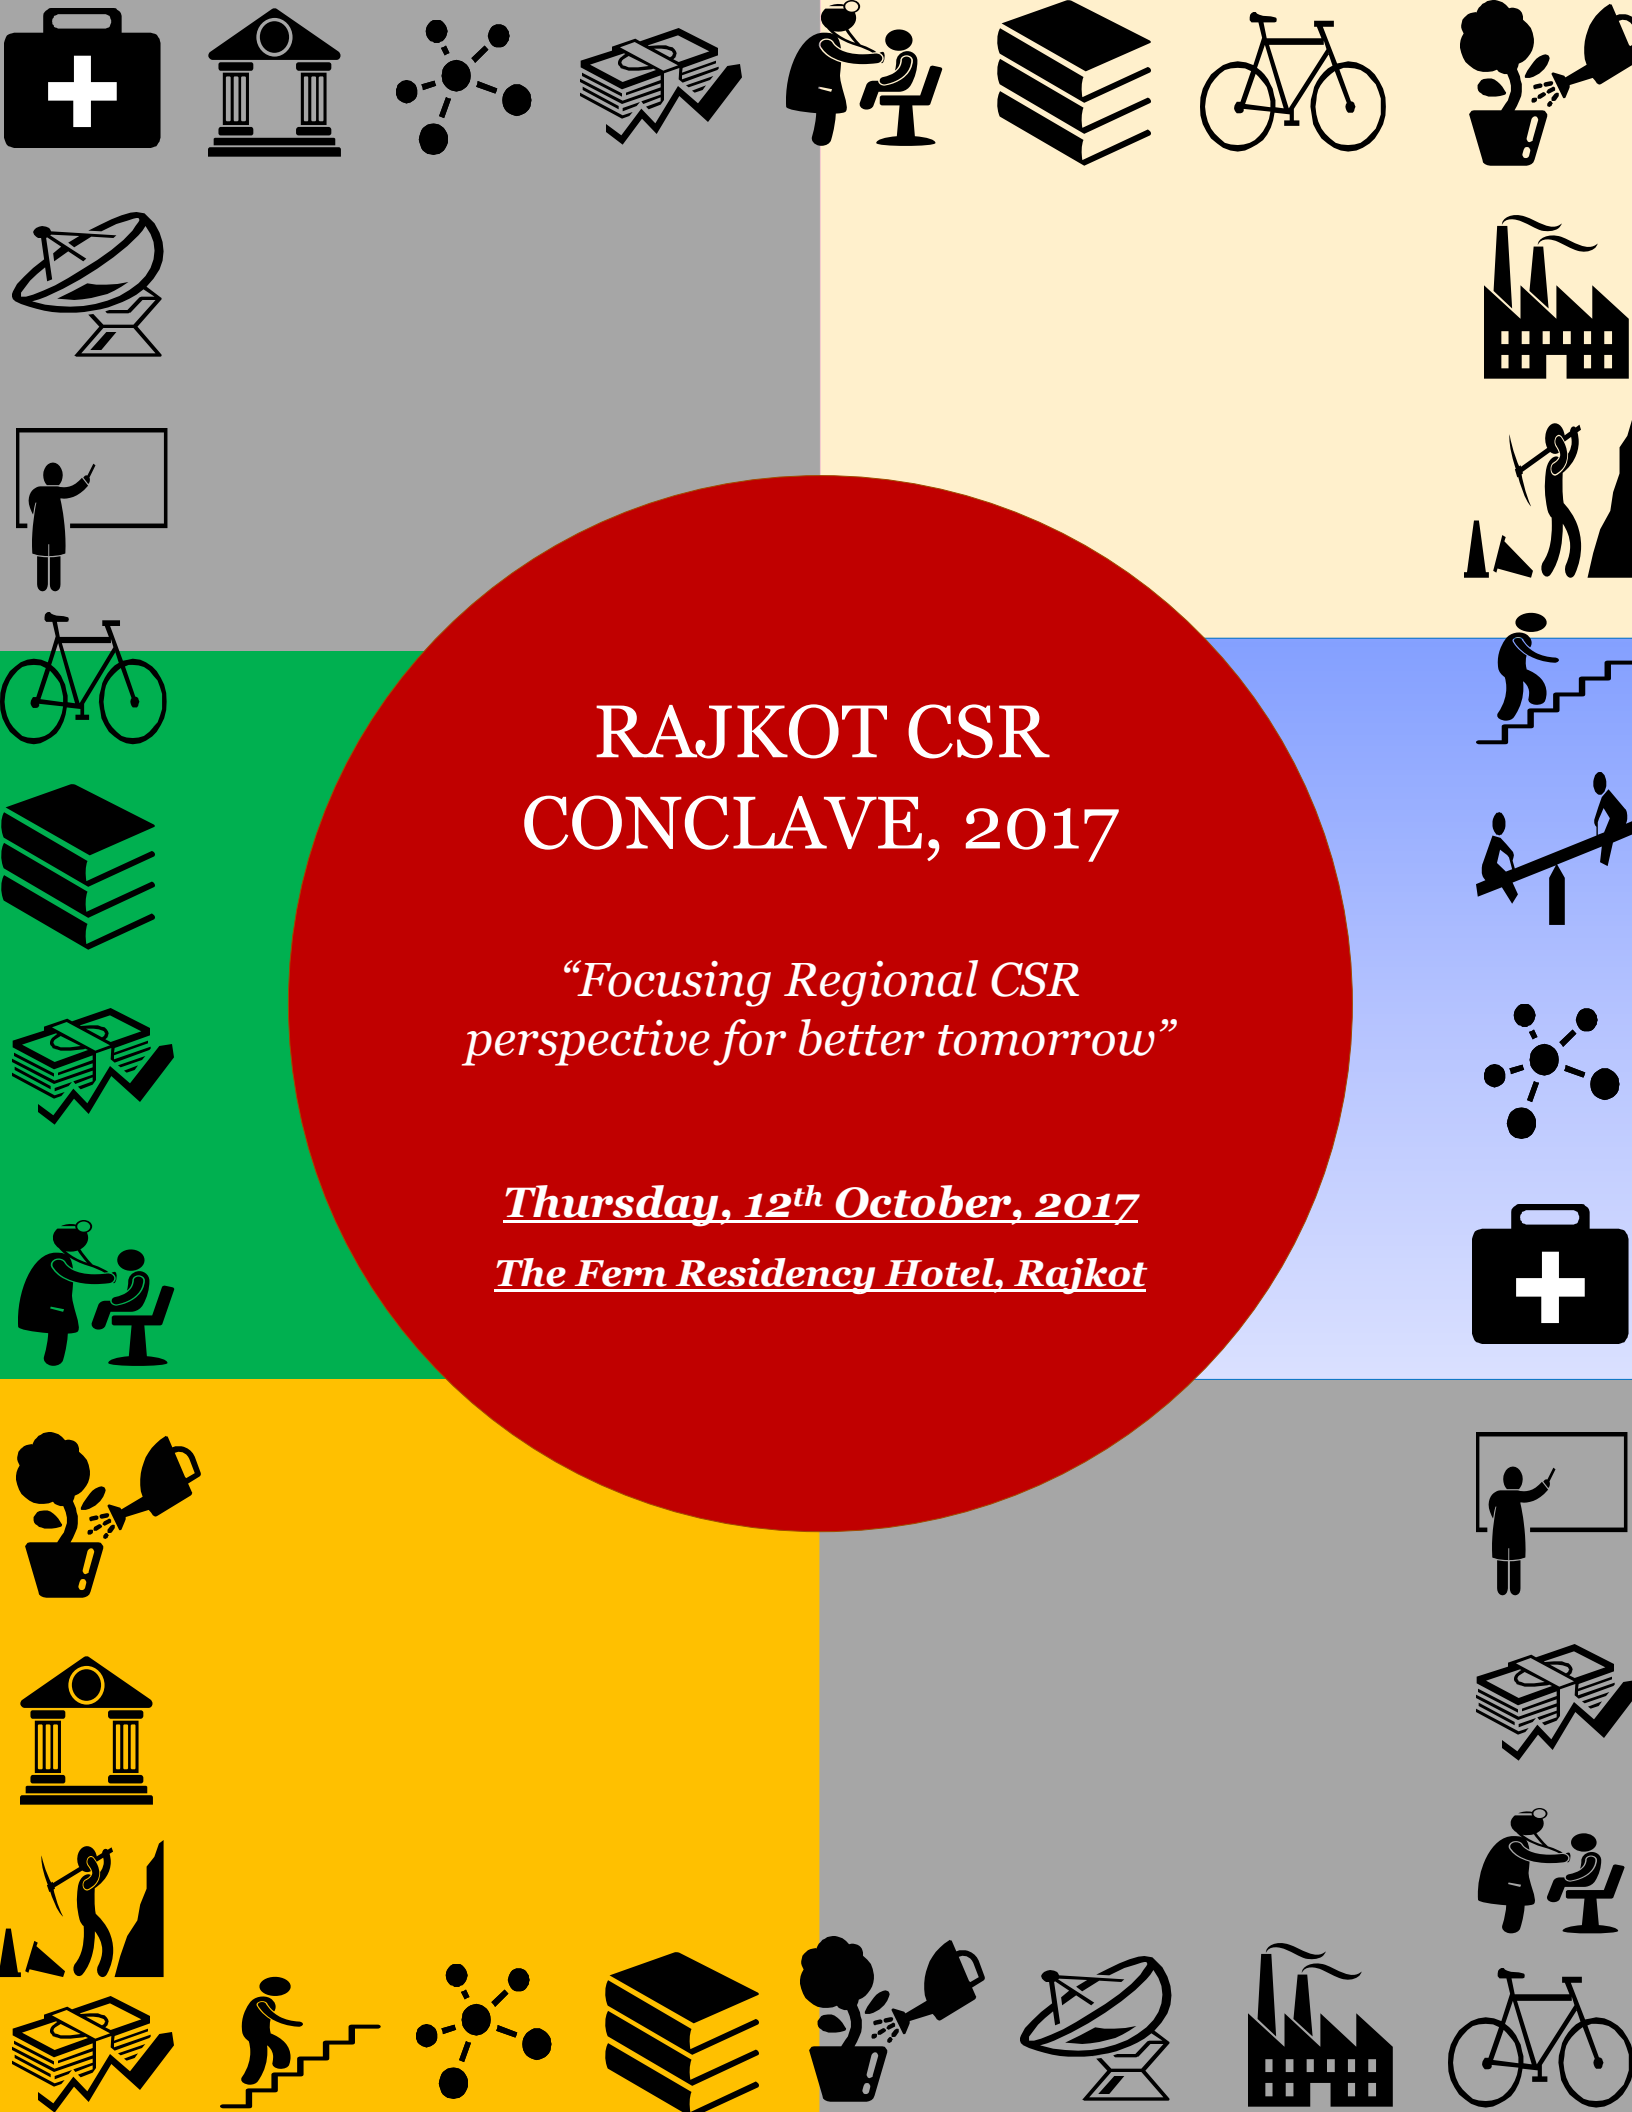 RAJKOT CSR
CONCLAVE, 2017
“Focusing Regional CSR
perspective for better tomorrow”
Thursday, 12th October, 2017
The Fern Residency Hotel, Rajkot